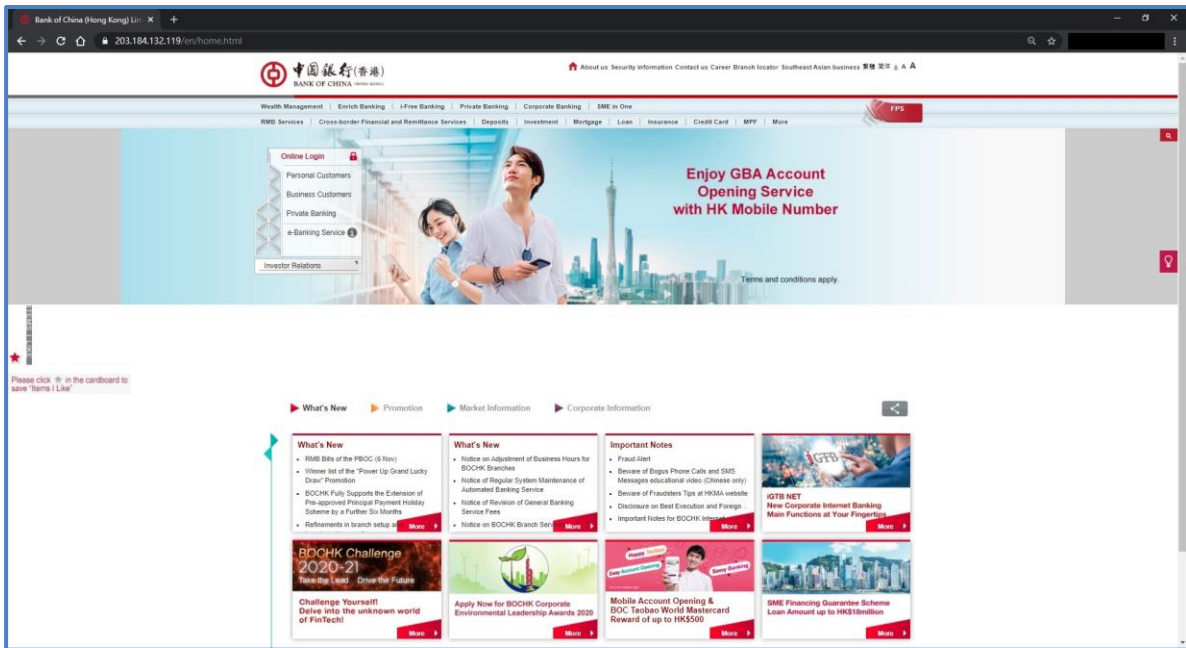 Bank of China (Hong Kong) Lim
203.184.132.119/en/home.html
中国银行(香港)
BANK OF CHINA (HONG KONG)
About us Security Information Contact us Career Branch locator Southeast Asian business 繁體 简体 A A A
Wealth Management | Enrich Banking | i-Free Banking | Private Banking | Corporate Banking | SME in One
FPS
RMB Services | Cross-border Financial and Remittance Services | Deposits | Investment | Mortgage | Loan | Insurance | Credit Card | MPF | More
Online Login
Personal Customers
Business Customers
Private Banking
e-Banking Service
Investor Relations
Enjoy GBA Account
Opening Service
with HK Mobile Number
Terms and conditions apply.
Please click in the cardboard to
save "Items I Like"
What's New
Promotion
Market Information
Corporate Information
What's New
RMB Bills of the PBOC (6 Nov)
Winner list of the "Power Up Grand Lucky
Draw" Promotion
BOCHK Fully Supports the Extension of
Pre-approved Principal Payment Holiday
Scheme by a Further Six Months
Refinements in branch setup a
More
What's New
Notice on Adjustment of Business Hours for
BOCHK Branches
Notice of Regular System Maintenance of
Automated Banking Service
Notice of Revision of General Banking
Service Fees
Notice on BOCHK Branch Ser
More
Important Notes
Fraud Alert
Beware of Bogus Phone Calls and SMS
Messages educational video (Chinese only)
Beware of Fraudsters Tips at HKMA website
Disclosure on Best Execution and Foreign ...
Important Notes for BOCHK Internet
More
iGTB
iGTB NET
New Corporate Internet Banking
Main Functions at Your Fingertips
More
BOCHK Challenge
2020-21
Take the Lead Drive the Future
Challenge Yourself!
Delve into the unknown world
of FinTech!
More
Apply Now for BOCHK Corporate
Environmental Leadership Awards 2020
More
Happy Taobao
Easy Account Opening
Savvy Banking
Mobile Account Opening &
BOC Taobao World Mastercard
Reward of up to HK$500
More
SME Financing Guarantee Scheme
Loan Amount up to HK$18million
More